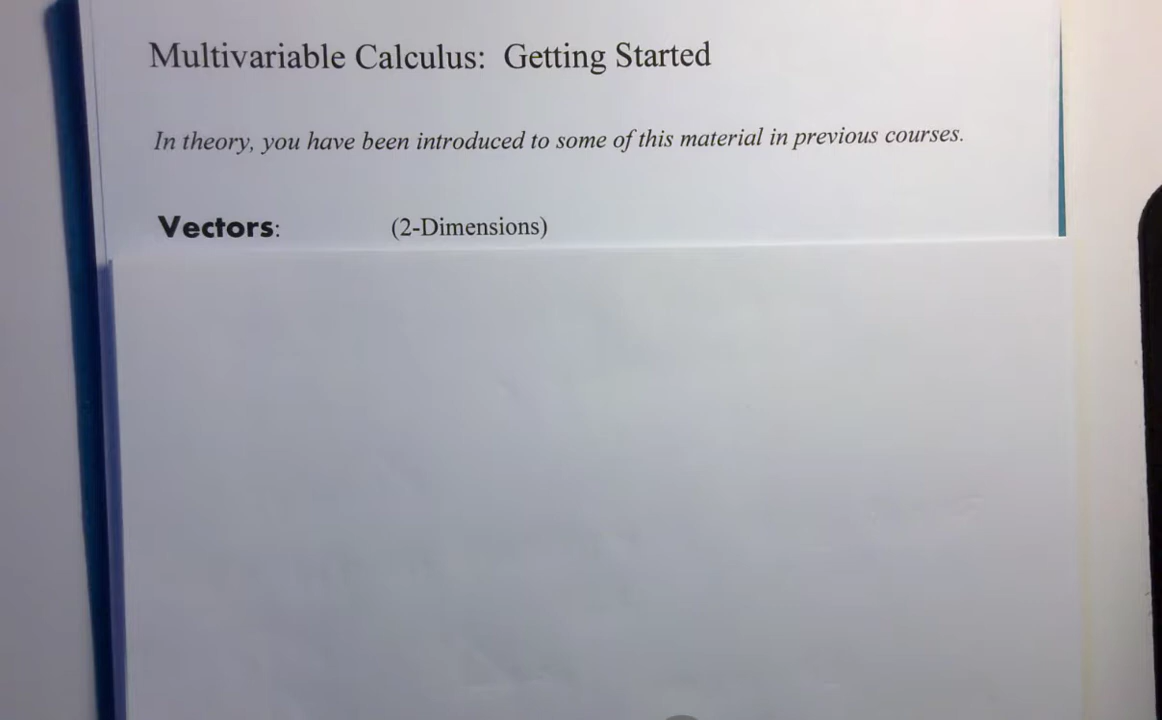 Multivariable Calculus: Getting Started
In theory, you have been introduced to some of this material in previous courses.
Vectors: (2-Dimensions)